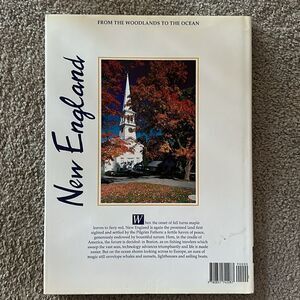 FROM THE WOODLANDS TO THE OCEAN
New England
When the onset of fall turns maple
leaves to fiery red, New England is again the promised land first
sighted and settled by the Pilgrim Fathers: a fertile haven of peace,
generously endowed by bountiful nature. Here, in the cradle of
America, the future is decided: in Boston, as on fishing trawlers which
sweep the vast seas, technology advances triumphantly and life is made
easier. But on the ocean shores looking across to Europe, an aura of
magic still envelops whales and sunsets, lighthouses and sailing boats.